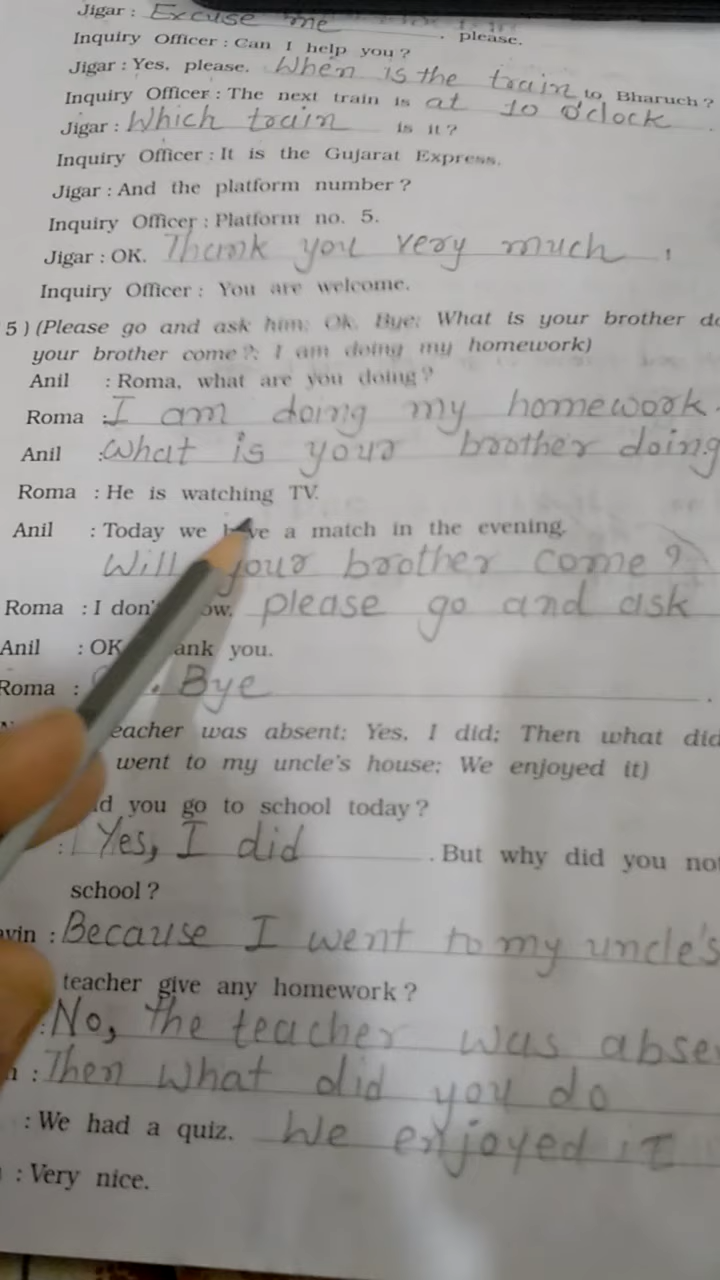 Jigar : Excuse me . please.
Inquiry Officer : Can I help you ?
Jigar : Yes, please. When is the train to Bharuch ?
Inquiry Officer : The next train is at 10 o'clock .
Jigar : Which train is it ?
Inquiry Officer : It is the Gujarat Express.
Jigar : And the platform number ?
Inquiry Officer : Platform no. 5.
Jigar : OK. Thank you very much .
Inquiry Officer : You are welcome.
5 ) (Please go and ask him; Ok. Bye; What is your brother do
your brother come ?; I am doing my homework)
Anil : Roma, what are you doing ?
Roma : I am doing my homework.
Anil : What is your brother doing
Roma : He is watching TV.
Anil : Today we have a match in the evening.
Will your brother come ?
Roma : I don't please go and ask
Anil : OK you.
Roma : Bye .
eacher was absent; Yes, I did; Then what did
went to my uncle's house; We enjoyed it)
you go to school today ?
: Yes, I did . But why did you no
school ?
vin : Because I went to my uncle's
teacher give any homework ?
: No, the teacher was abse
: Then what did you do
: We had a quiz. We enjoyed it
: Very nice.